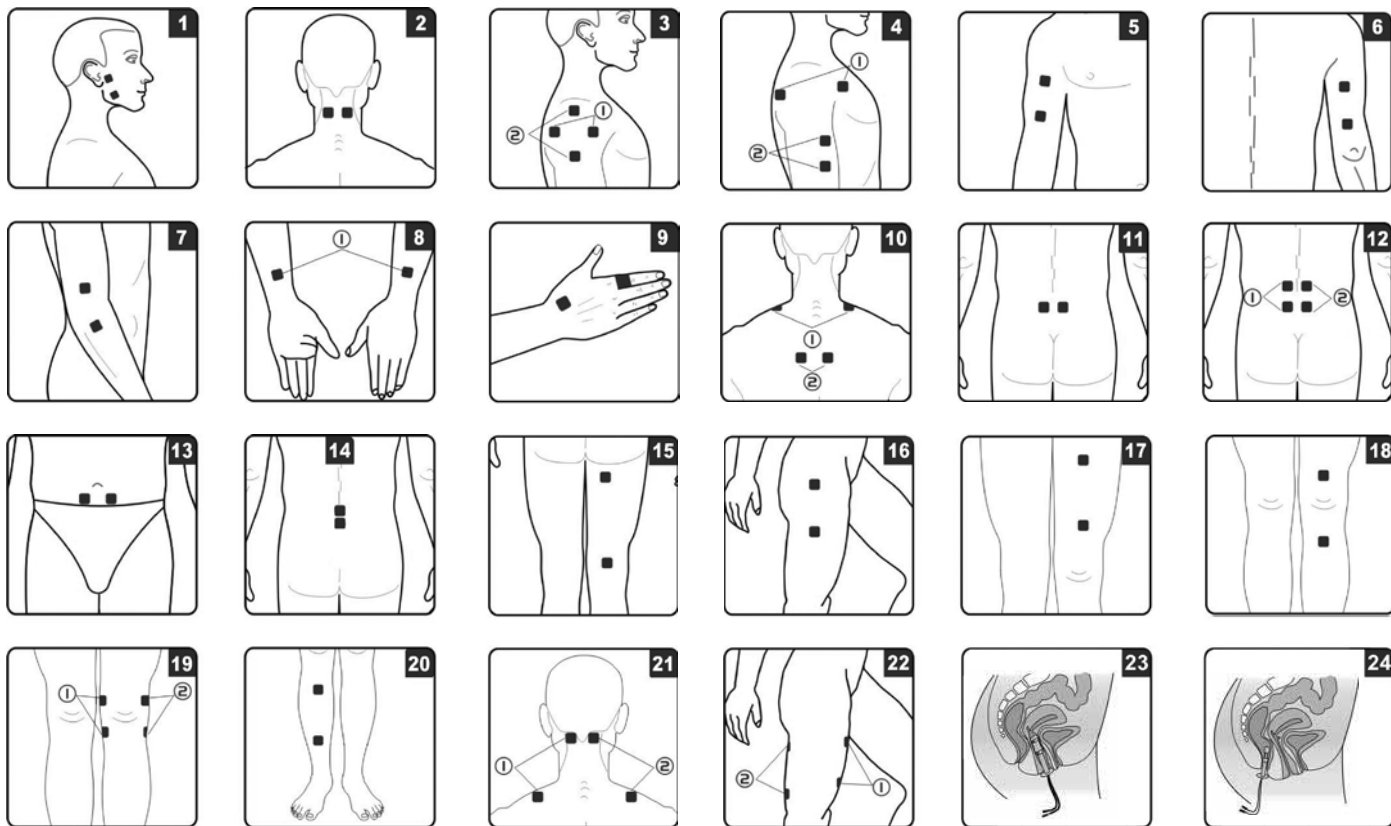 1 2 3 4 5 6
① ①
② ②
7 8 9 10 11 12
① ① ① ②
②
13 14 15 16 17 18
19 20 21 22 23 24
① ② ① ② ② ①